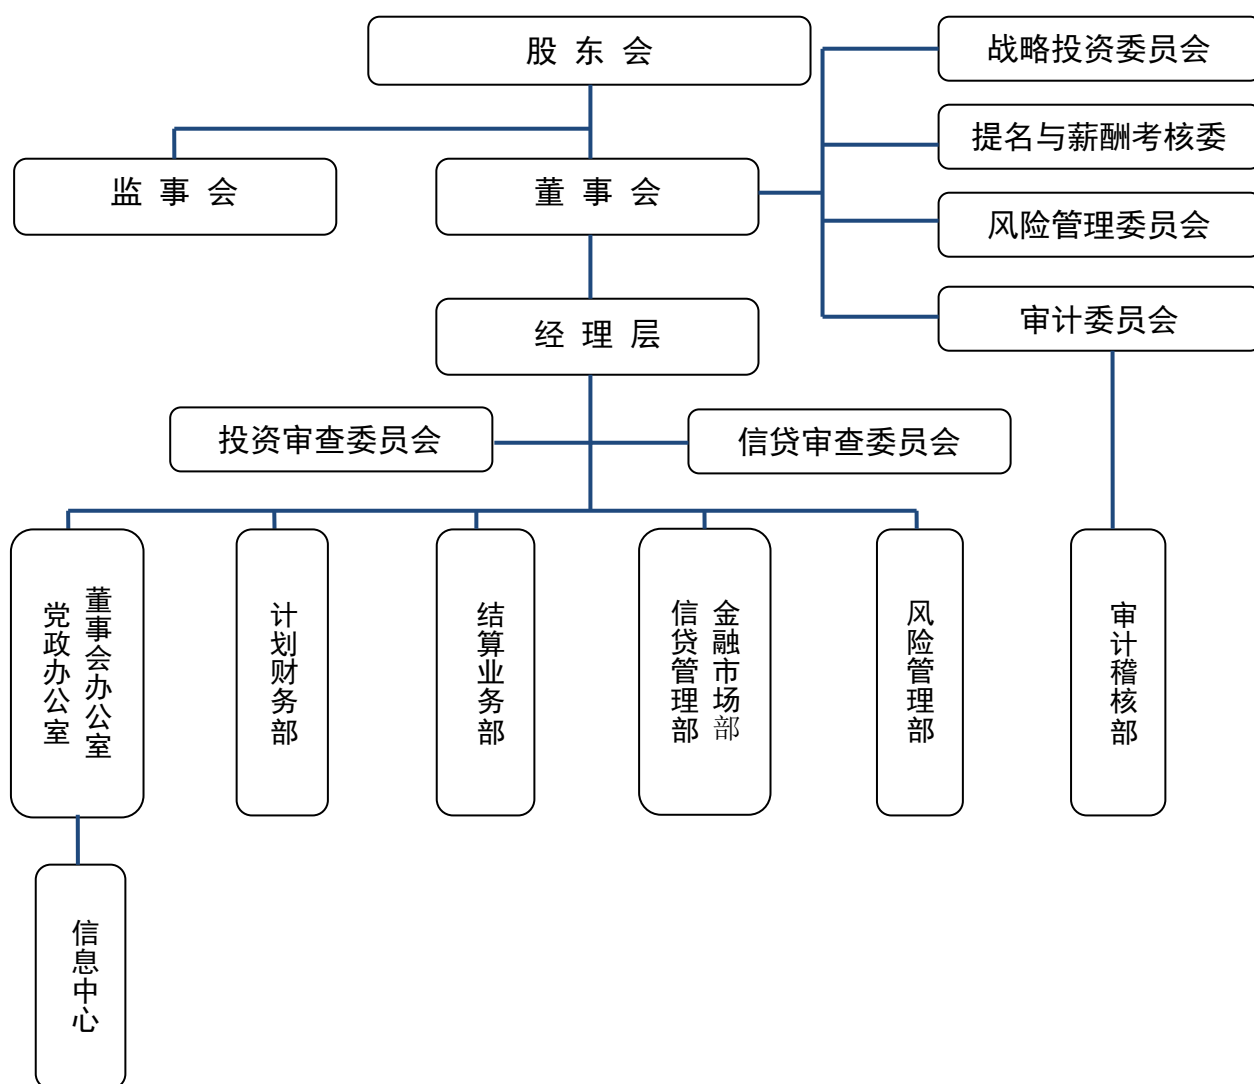 股 东 会
战略投资委员会
提名与薪酬考核委
监 事 会
董 事 会
风险管理委员会
经 理 层
审计委员会
投资审查委员会
信贷审查委员会
董事会办公室
党政办公室
计划财务部
结算业务部
金融市场部
信贷管理部
风险管理部
审计稽核部
信息中心